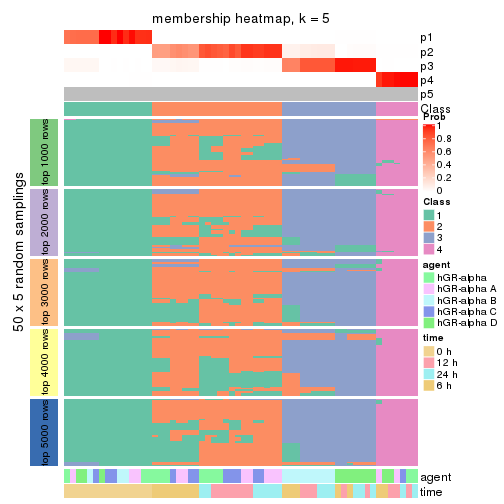 membership heatmap, k = 5
p1
p2
p3
p4
p5
Class
50 x 5 random samplings
top 1000 rows
top 2000 rows
top 3000 rows
top 4000 rows
top 5000 rows
agent
time
Prob
1
0.8
0.6
0.4
0.2
0
Class
1
2
3
4
agent
hGR-alpha
hGR-alpha A
hGR-alpha B
hGR-alpha C
hGR-alpha D
time
0 h
12 h
24 h
6 h